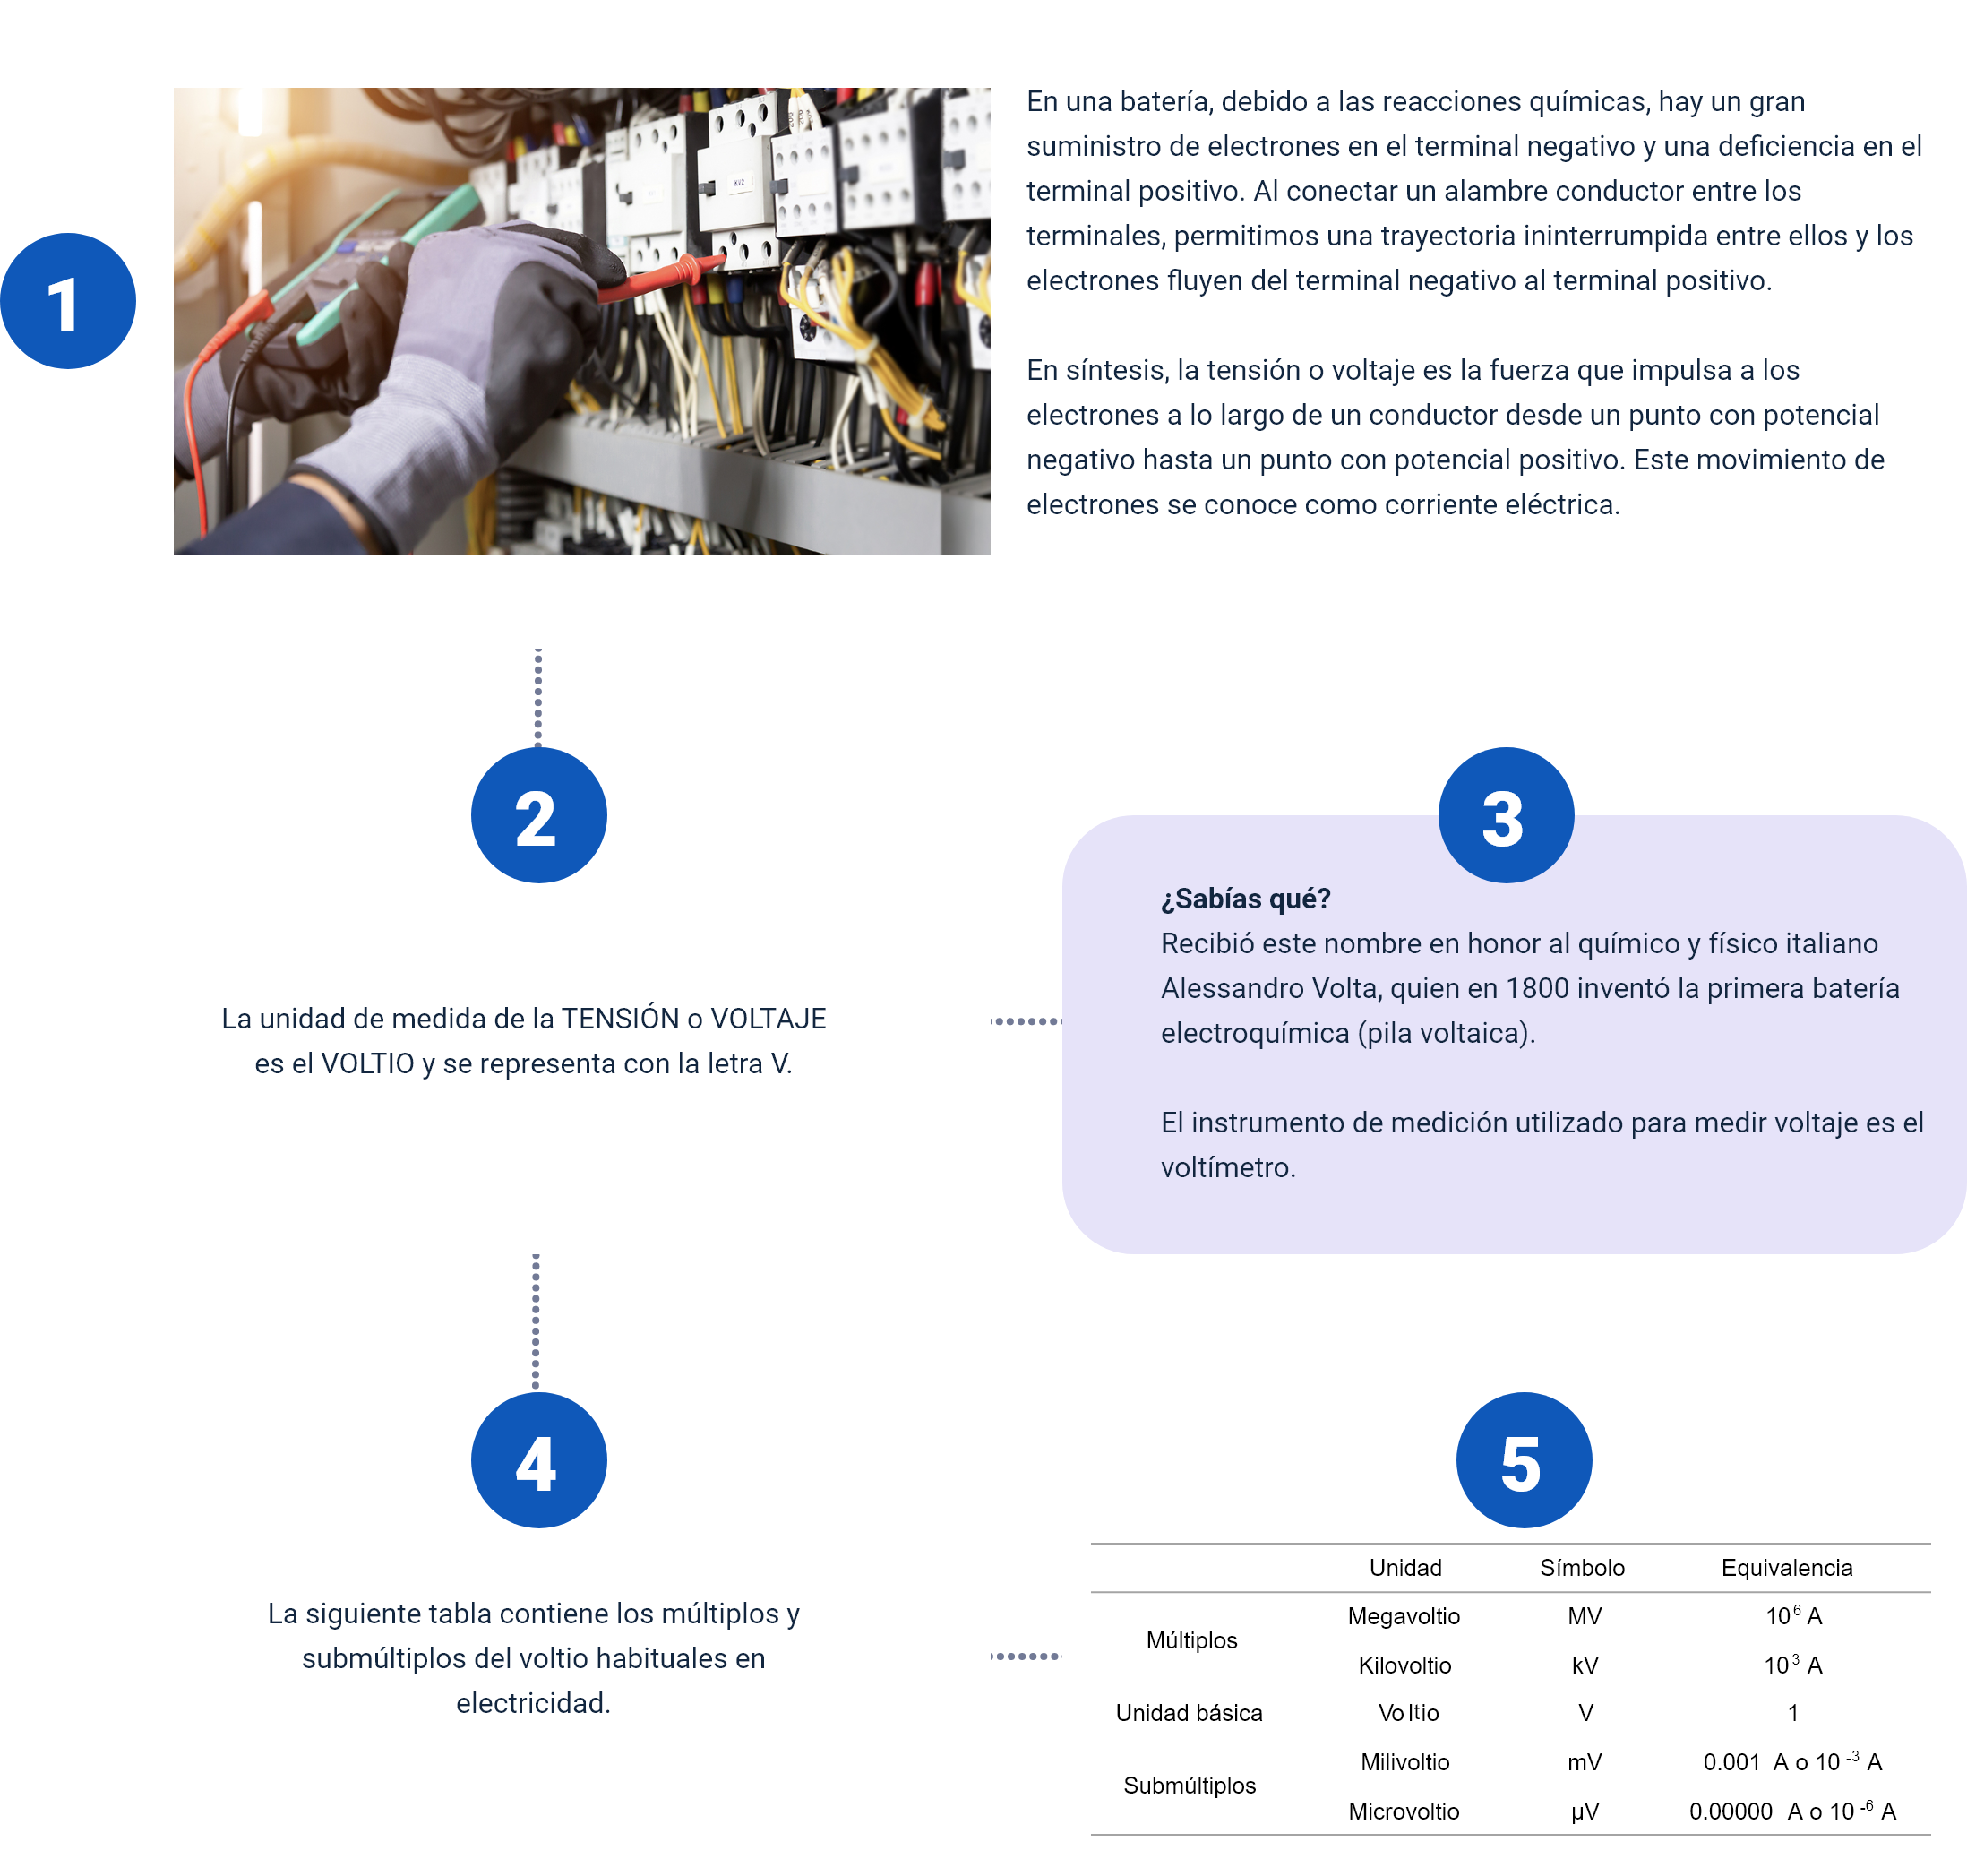 1
En una batería, debido a las reacciones químicas, hay un gran
suministro de electrones en el terminal negativo y una deficiencia en el
terminal positivo. Al conectar un alambre conductor entre los
terminales, permitimos una trayectoria ininterrumpida entre ellos y los
electrones fluyen del terminal negativo al terminal positivo.
En síntesis, la tensión o voltaje es la fuerza que impulsa a los
electrones a lo largo de un conductor desde un punto con potencial
negativo hasta un punto con potencial positivo. Este movimiento de
electrones se conoce como corriente eléctrica.
KV2
2
La unidad de medida de la TENSIÓN o VOLTAJE
es el VOLTIO y se representa con la letra V.
3
¿Sabías qué?
Recibió este nombre en honor al químico y físico italiano
Alessandro Volta, quien en 1800 inventó la primera batería
electroquímica (pila voltaica).
El instrumento de medición utilizado para medir voltaje es el
voltímetro.
4
La siguiente tabla contiene los múltiplos y
submúltiplos del voltio habituales en
electricidad.
5
Unidad Símbolo Equivalencia
Múltiplos
Megavoltio MV 10⁶ A
Kilovoltio kV 10³ A
Unidad básica Voltio V 1
Submúltiplos
Milivoltio mV 0.001 A o 10⁻³ A
Microvoltio µV 0.00000 A o 10⁻⁶ A